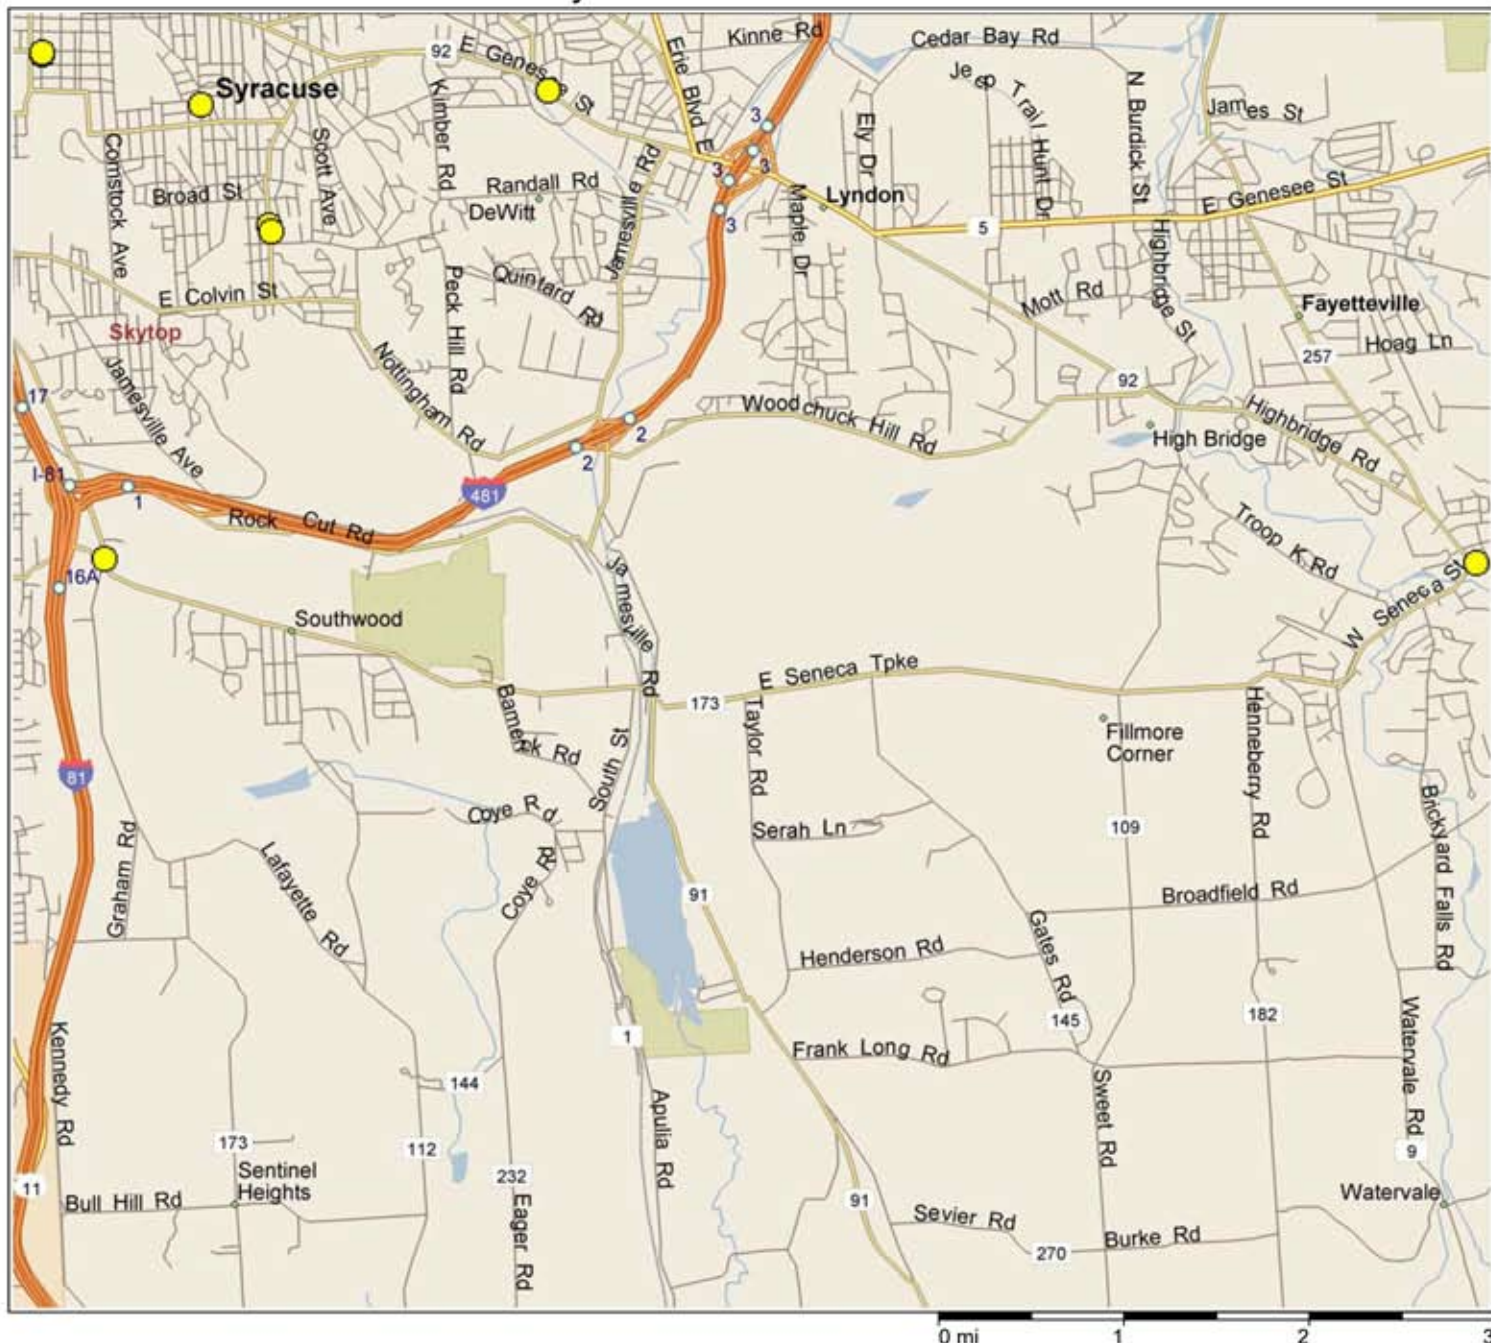 Kinne Rd
Cedar Bay Rd
92
E Genesee St
Erie Blvd E
Jeep Trail
Hunt Dr
N Burdick St
James St
Syracuse
Kimber Rd
Ely Dr
3
3
3
3
Comstock Ave
Scott Ave
Broad St
Randall Rd
DeWitt
Jamesville Rd
Maple Dr
Lyndon
5
E Genesee St
Highbridge St
E Colvin St
Peck Hill Rd
Quintard Rd
Mott Rd
Fayetteville
Hoag Ln
Skytop
257
Nottingham Rd
92
Jamesville Ave
17
Woodchuck Hill Rd
Highbridge Rd
High Bridge
2
2
I-81
1
481
Rock Cut Rd
Troop K Rd
16A
Jamesville Rd
Southwood
W Seneca St
E Seneca Tpke
173
Taylor Rd
Fillmore
Corner
Henneberry Rd
South St
81
Coye Rd
Serah Ln
109
Brickyard Falls Rd
Graham Rd
Lafayette Rd
Coye Rd
91
Broadfield Rd
Gates Rd
Henderson Rd
145
182
Watervale Rd
Kennedy Rd
1
Frank Long Rd
144
Sweet Rd
Apulia Rd
173
112
232
9
Sentinel
Heights
11
Bull Hill Rd
Eager Rd
91
Watervale
Sevier Rd
270
Burke Rd
0 mi
1
2
3